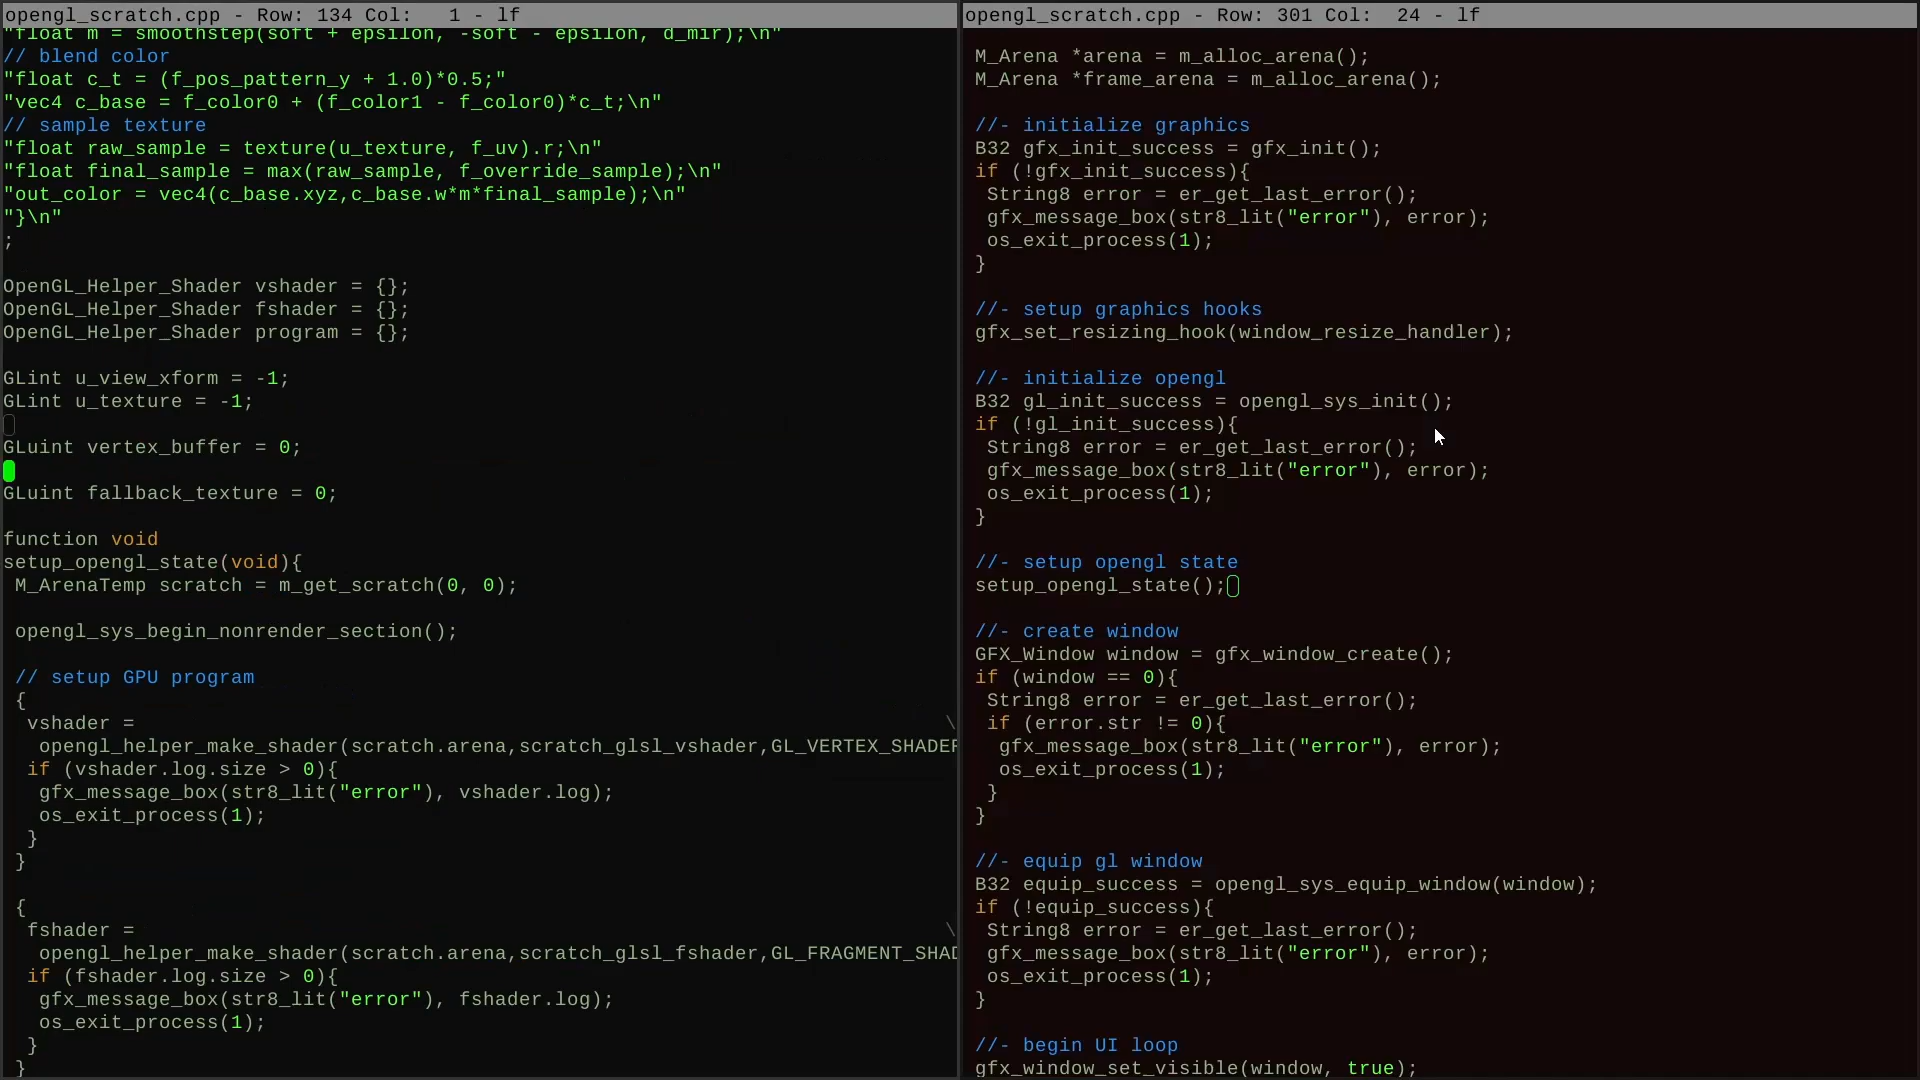 opengl_scratch.cpp - Row: 134 Col:   1 - lf
"float m = smoothstep(soft + epsilon, -soft - epsilon, d_mir);\n"
// blend color
"float c_t = (f_pos_pattern_y + 1.0)*0.5;"
"vec4 c_base = f_color0 + (f_color1 - f_color0)*c_t;\n"
// sample texture
"float raw_sample = texture(u_texture, f_uv).r;\n"
"float final_sample = max(raw_sample, f_override_sample);\n"
"out_color = vec4(c_base.xyz,c_base.w*m*final_sample);\n"
"}\n"
;
OpenGL_Helper_Shader vshader = {};
OpenGL_Helper_Shader fshader = {};
OpenGL_Helper_Shader program = {};
GLint u_view_xform = -1;
GLint u_texture = -1;
GLuint vertex_buffer = 0;
GLuint fallback_texture = 0;
function void
setup_opengl_state(void){
 M_ArenaTemp scratch = m_get_scratch(0, 0);
 opengl_sys_begin_nonrender_section();
 // setup GPU program
 {
  vshader = \
   opengl_helper_make_shader(scratch.arena,scratch_glsl_vshader,GL_VERTEX_SHADER
  if (vshader.log.size > 0){
   gfx_message_box(str8_lit("error"), vshader.log);
   os_exit_process(1);
  }
 }
 {
  fshader = \
   opengl_helper_make_shader(scratch.arena,scratch_glsl_fshader,GL_FRAGMENT_SHAD
  if (fshader.log.size > 0){
   gfx_message_box(str8_lit("error"), fshader.log);
   os_exit_process(1);
  }
 }
opengl_scratch.cpp - Row: 301 Col:  24 - lf
M_Arena *arena = m_alloc_arena();
M_Arena *frame_arena = m_alloc_arena();
//- initialize graphics
B32 gfx_init_success = gfx_init();
if (!gfx_init_success){
 String8 error = er_get_last_error();
 gfx_message_box(str8_lit("error"), error);
 os_exit_process(1);
}
//- setup graphics hooks
gfx_set_resizing_hook(window_resize_handler);
//- initialize opengl
B32 gl_init_success = opengl_sys_init();
if (!gl_init_success){
 String8 error = er_get_last_error();
 gfx_message_box(str8_lit("error"), error);
 os_exit_process(1);
}
//- setup opengl state
setup_opengl_state();
//- create window
GFX_Window window = gfx_window_create();
if (window == 0){
 String8 error = er_get_last_error();
 if (error.str != 0){
  gfx_message_box(str8_lit("error"), error);
  os_exit_process(1);
 }
}
//- equip gl window
B32 equip_success = opengl_sys_equip_window(window);
if (!equip_success){
 String8 error = er_get_last_error();
 gfx_message_box(str8_lit("error"), error);
 os_exit_process(1);
}
//- begin UI loop
gfx_window_set_visible(window, true);